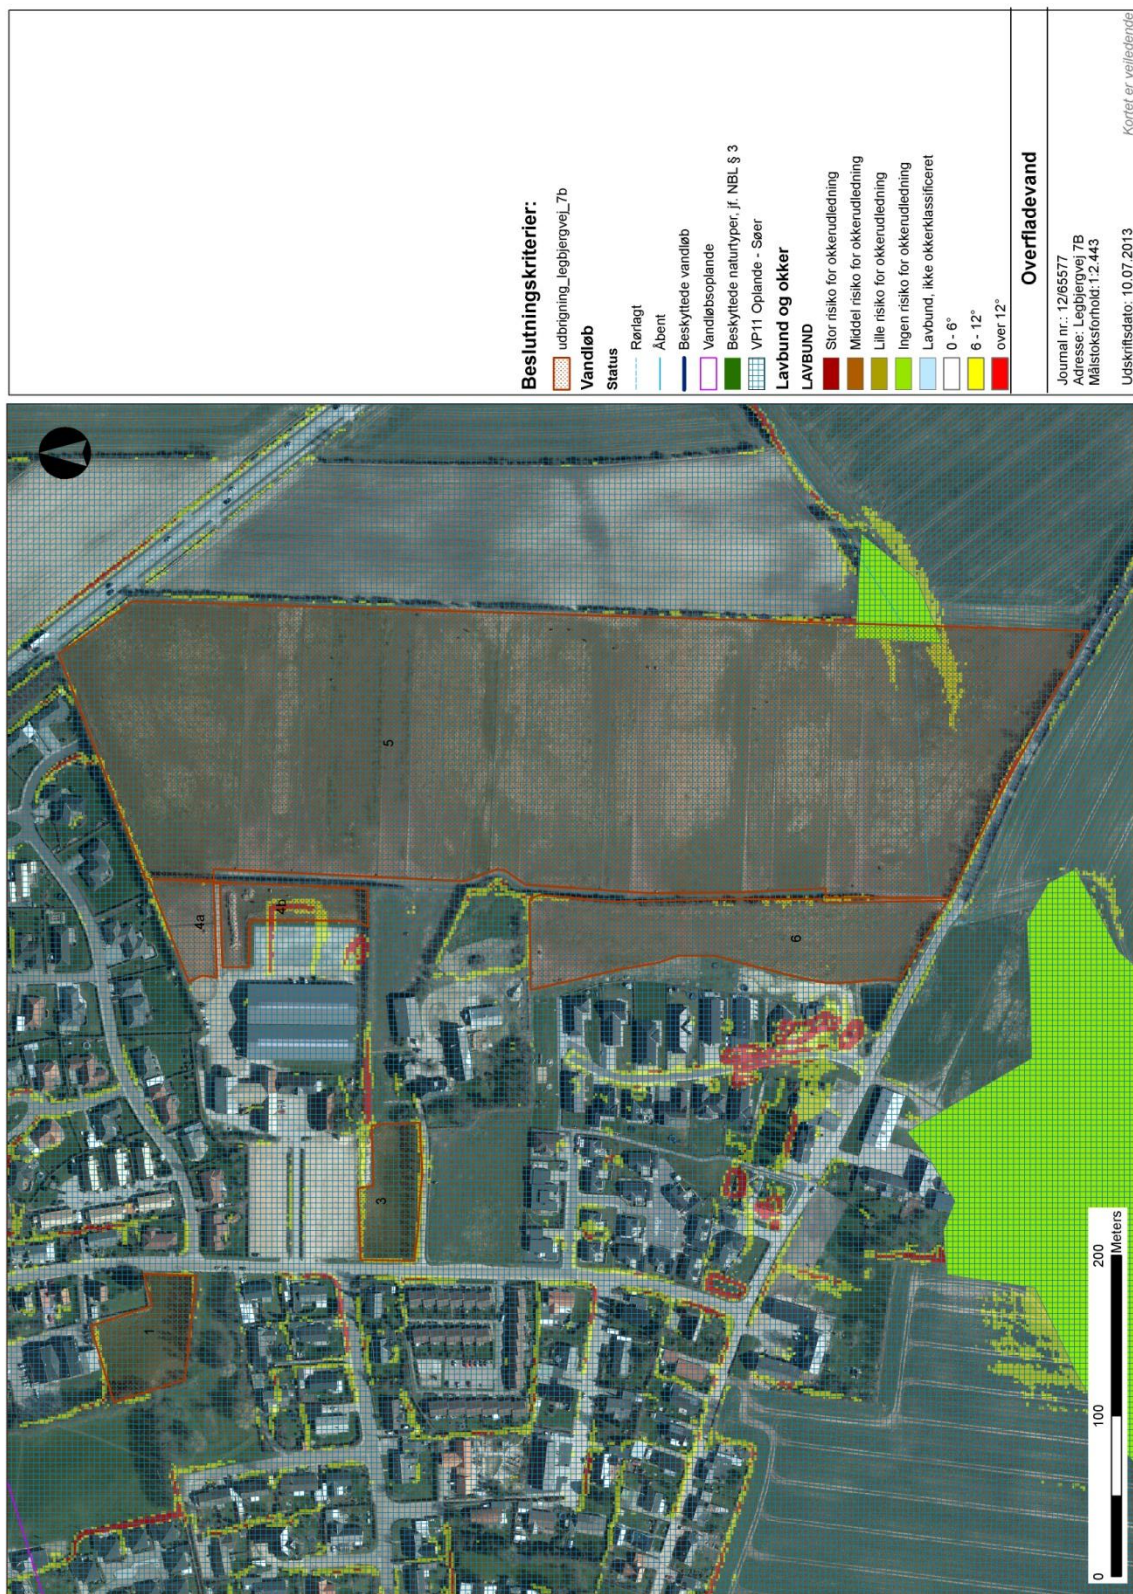 Beslutningskriterier:
udbrigning_legbjergvej_7b
Vandløb
Status
Rørlagt
Åbent
Beskyttede vandløb
Vandløbsoplande
Beskyttede naturtyper, jf. NBL § 3
VP11 Oplande - Søer
Lavbund og okker
LAVBUND
Stor risiko for okkerudledning
Middel risiko for okkerudledning
Lille risiko for okkerudledning
Ingen risiko for okkerudledning
Lavbund, ikke okkerklassificeret
0 - 6°
6 - 12°
over 12°
Overfladevand
Journal nr.: 12/65577
Adresse: Legbjergvej 7B
Målstoksforhold: 1:2.443
Udskriftsdato: 10.07.2013
Kortet er vejledende
1
3
4a
4b
5
6
0 100 200
Meters